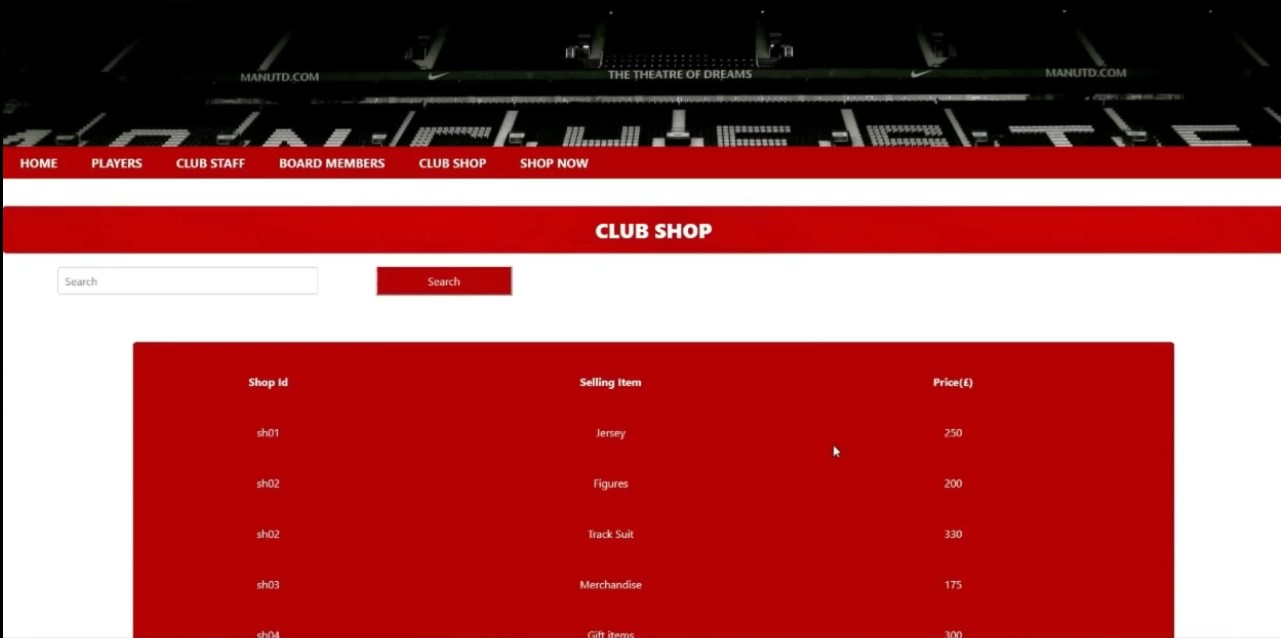 MANUTD.COM THE THEATRE OF DREAMS MANUTD.COM
HOME PLAYERS CLUB STAFF BOARD MEMBERS CLUB SHOP SHOP NOW
CLUB SHOP
Search Search
Shop Id Selling Item Price(£)
sh01 Jersey 250
sh02 Figures 200
sh02 Track Suit 330
sh03 Merchandise 175
sh04 Gift items 300